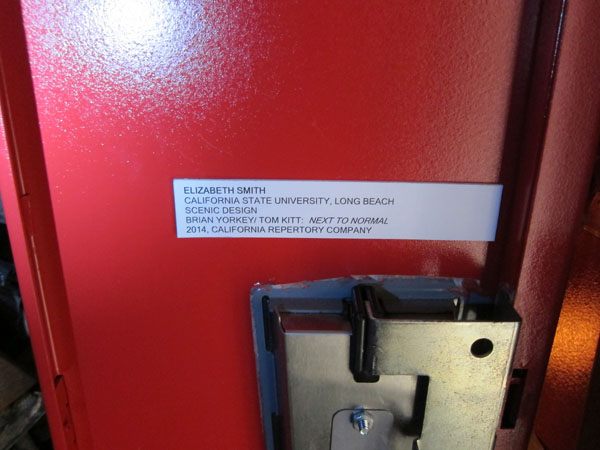 ELIZABETH SMITH
CALIFORNIA STATE UNIVERSITY, LONG BEACH
SCENIC DESIGN
BRIAN YORKEY/ TOM KITT: NEXT TO NORMAL
2014, CALIFORNIA REPERTORY COMPANY